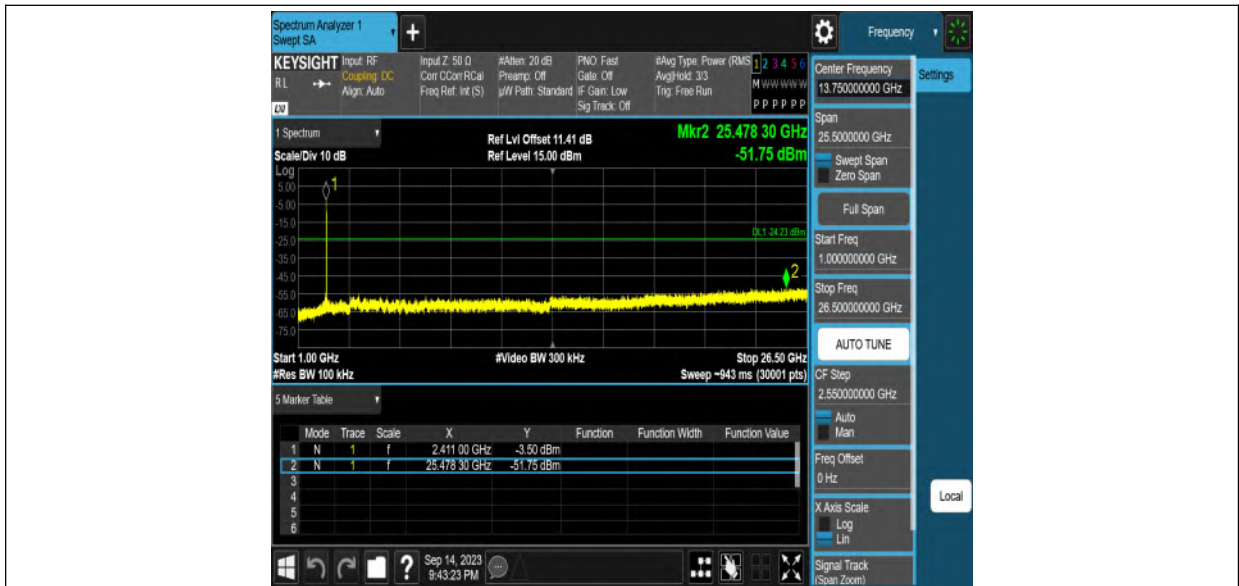 Spectrum Analyzer 1
Swept SA
+
Frequency
KEYSIGHT
R L
LXI
Input: RF
Coupling: DC
Align: Auto
Input Z: 50 Ω
Corr CCorr RCal
Freq Ref: Int (S)
#Atten: 20 dB
Preamp: Off
µW Path: Standard
PNO: Fast
Gate: Off
IF Gain: Low
Sig Track: Off
#Avg Type: Power (RMS
Avg|Hold: 3/3
Trig: Free Run
1 2 3 4 5 6
M W W W W W
P P P P P P
1 Spectrum
Scale/Div 10 dB
Ref Lvl Offset 11.41 dB
Ref Level 15.00 dBm
Mkr2 25.478 30 GHz
-51.75 dBm
Log
5.00
-5.00
-15.0
-25.0
-35.0
-45.0
-55.0
-65.0
-75.0
1
DL1 -24.23 dBm
2
Start 1.00 GHz
#Res BW 100 kHz
#Video BW 300 kHz
Stop 26.50 GHz
Sweep ~943 ms (30001 pts)
5 Marker Table
Mode Trace Scale X Y Function Function Width Function Value
1 N 1 f 2.411 00 GHz -3.50 dBm
2 N 1 f 25.478 30 GHz -51.75 dBm
3
4
5
6
?
Sep 14, 2023
9:43:23 PM
Center Frequency
13.750000000 GHz
Span
25.5000000 GHz
Swept Span
Zero Span
Full Span
Start Freq
1.000000000 GHz
Stop Freq
26.500000000 GHz
AUTO TUNE
CF Step
2.550000000 GHz
Auto
Man
Freq Offset
0 Hz
X Axis Scale
Log
Lin
Signal Track
(Span Zoom)
Settings
Local